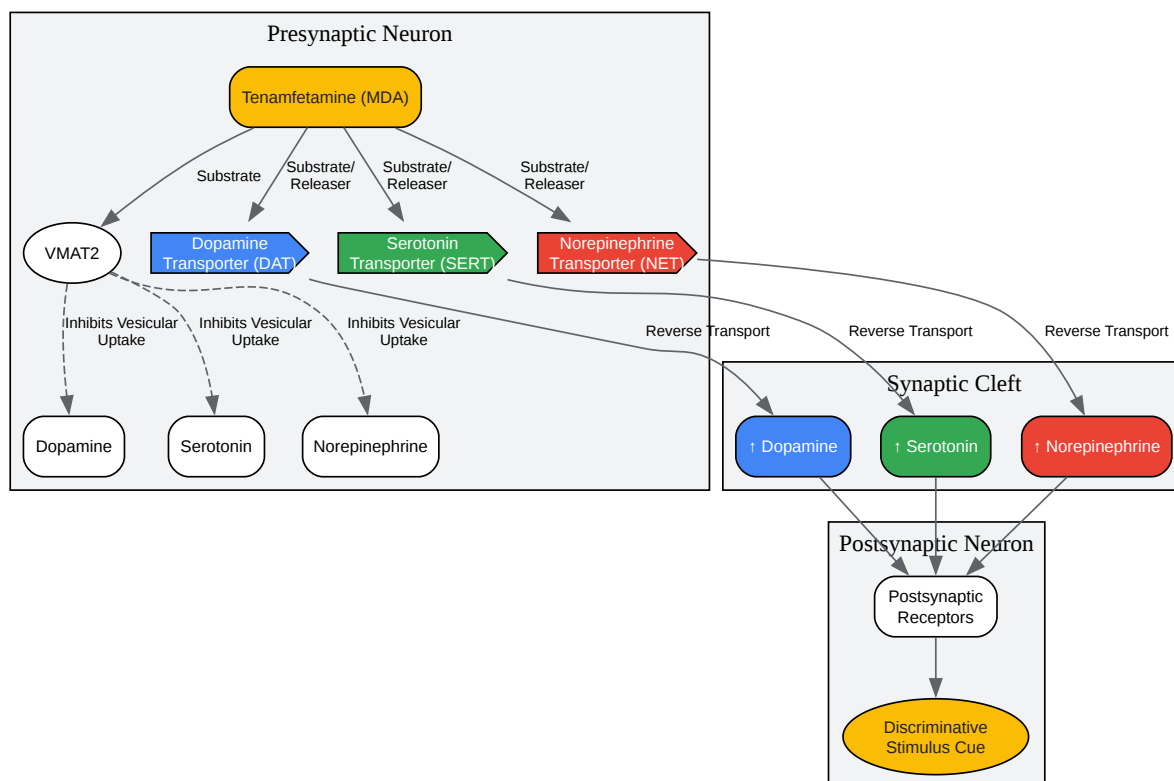 Presynaptic Neuron
Tenamfetamine (MDA)
Substrate
Substrate/
Releaser
Substrate/
Releaser
Substrate/
Releaser
VMAT2
Dopamine
Transporter (DAT)
Serotonin
Transporter (SERT)
Norepinephrine
Transporter (NET)
Inhibits Vesicular
Uptake
Inhibits Vesicular
Uptake
Inhibits Vesicular
Uptake
Reverse Transport
Reverse Transport
Reverse Transport
Synaptic Cleft
Dopamine
Serotonin
Norepinephrine
↑ Dopamine
↑ Serotonin
↑ Norepinephrine
Postsynaptic Neuron
Postsynaptic
Receptors
Discriminative
Stimulus Cue